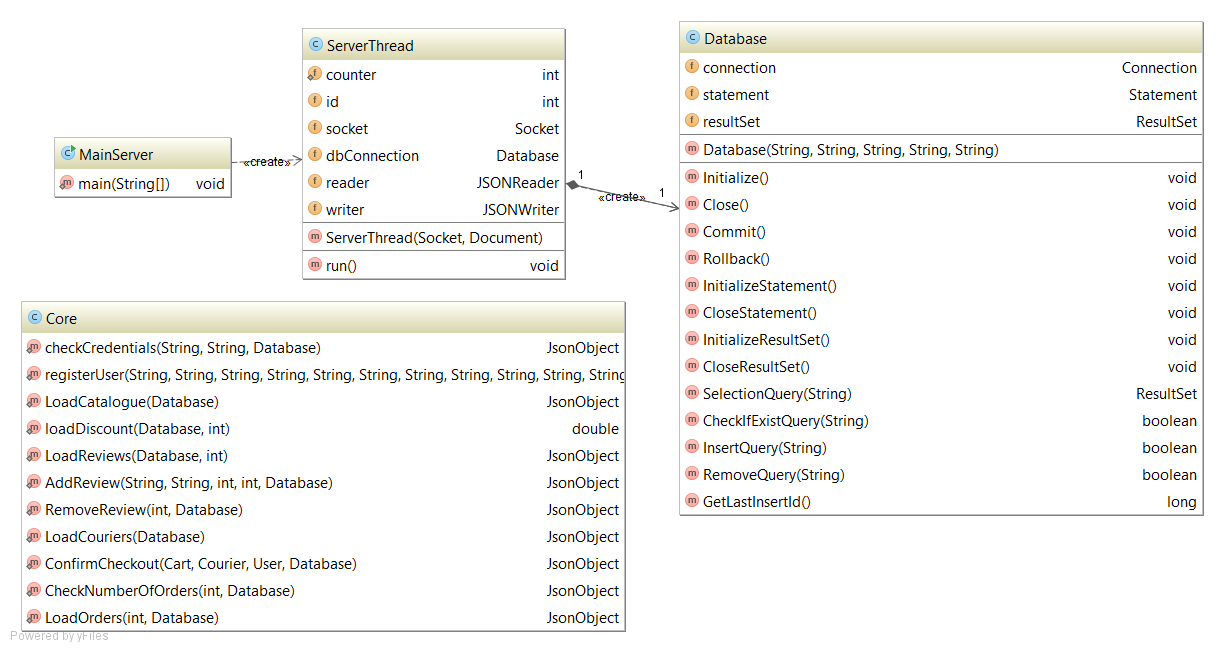 MainServer
main(String[]) void
«create»
ServerThread
counter int
id int
socket Socket
dbConnection Database
reader JSONReader
writer JSONWriter
ServerThread(Socket, Document)
run() void
1
«create»
1
Database
connection Connection
statement Statement
resultSet ResultSet
Database(String, String, String, String, String)
Initialize() void
Close() void
Commit() void
Rollback() void
InitializeStatement() void
CloseStatement() void
InitializeResultSet() void
CloseResultSet() void
SelectionQuery(String) ResultSet
CheckIfExistQuery(String) boolean
InsertQuery(String) boolean
RemoveQuery(String) boolean
GetLastInsertId() long
Core
checkCredentials(String, String, Database) JsonObject
registerUser(String, String, String, String, String, String, String, String, String, String, String
LoadCatalogue(Database) JsonObject
loadDiscount(Database, int) double
LoadReviews(Database, int) JsonObject
AddReview(String, String, int, int, Database) JsonObject
RemoveReview(int, Database) JsonObject
LoadCouriers(Database) JsonObject
ConfirmCheckout(Cart, Courier, User, Database) JsonObject
CheckNumberOfOrders(int, Database) JsonObject
LoadOrders(int, Database) JsonObject
Powered by yFiles